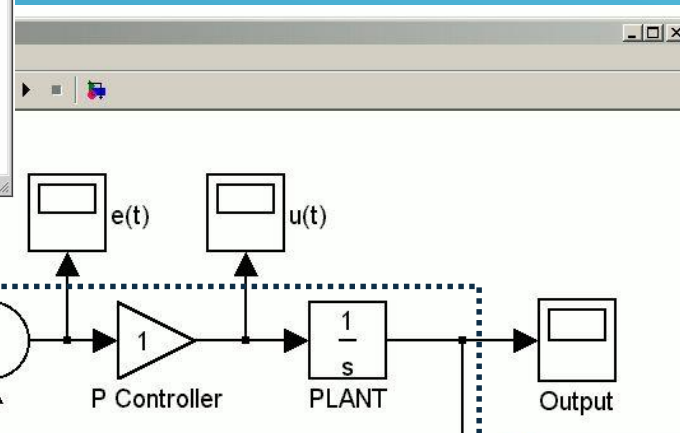 e(t)
u(t)
1
1
s
P Controller
PLANT
Output